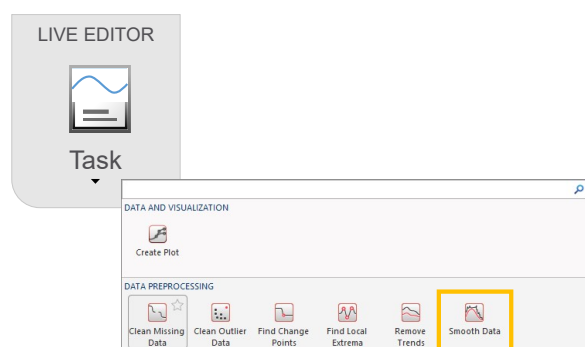 LIVE EDITOR
Task
DATA AND VISUALIZATION
Create Plot
DATA PREPROCESSING
Clean Missing Data
Clean Outlier Data
Find Change Points
Find Local Extrema
Remove Trends
Smooth Data